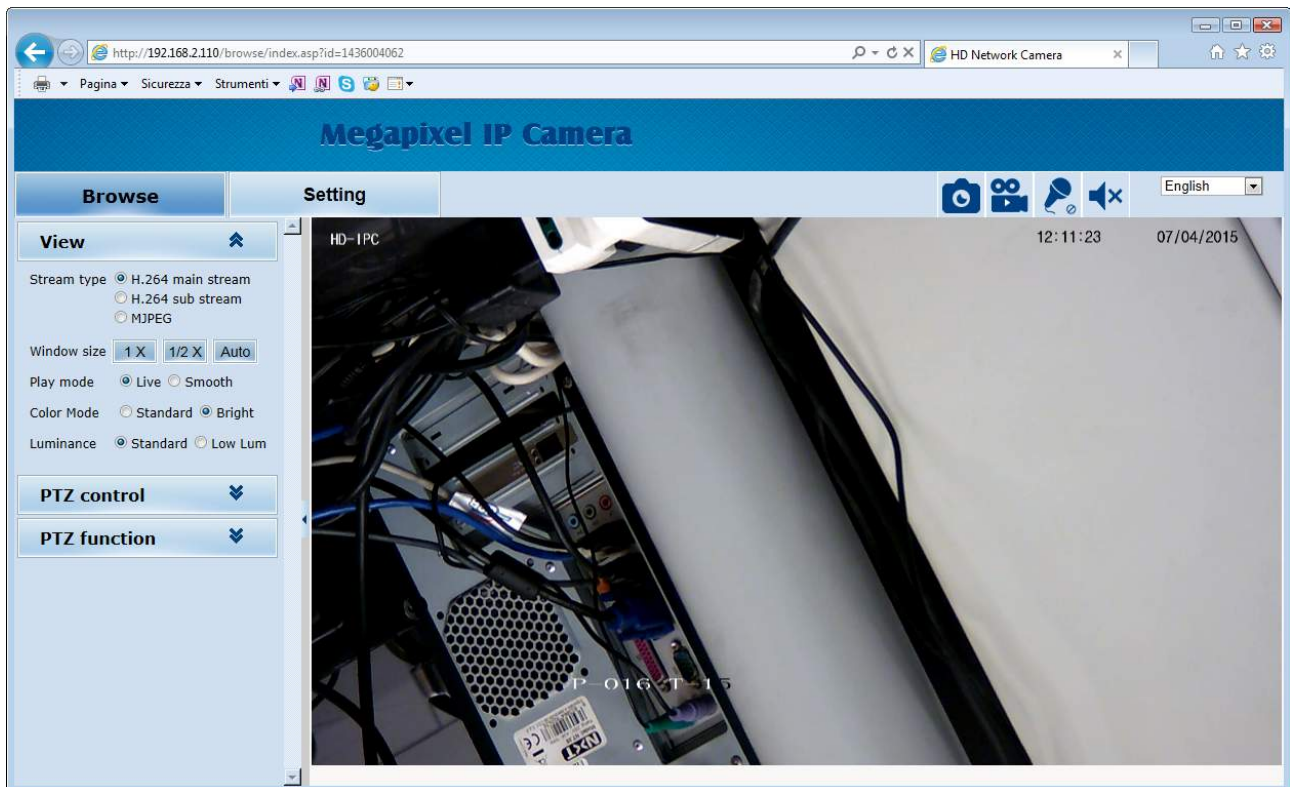 http://192.168.2.110/browse/index.asp?id=1436004062
HD Network Camera
Pagina Sicurezza Strumenti
Megapixel IP Camera
Browse
Setting
English
View
Stream type H.264 main stream
H.264 sub stream
MJPEG
Window size 1 X 1/2 X Auto
Play mode Live Smooth
Color Mode Standard Bright
Luminance Standard Low Lum
PTZ control
PTZ function
HD-IPC
12:11:23 07/04/2015
P-016 T-15
NXT